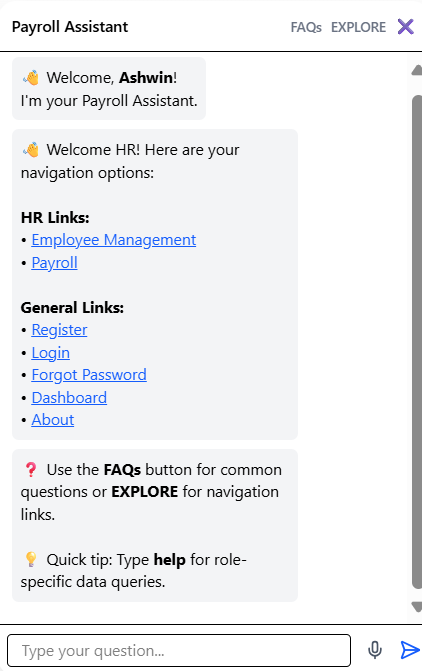 Payroll Assistant FAQs EXPLORE
👋 Welcome, Ashwin!
I'm your Payroll Assistant.
👋 Welcome HR! Here are your
navigation options:
HR Links:
• Employee Management
• Payroll
General Links:
• Register
• Login
• Forgot Password
• Dashboard
• About
❓ Use the FAQs button for common
questions or EXPLORE for navigation
links.
💡 Quick tip: Type help for role-
specific data queries.
Type your question...